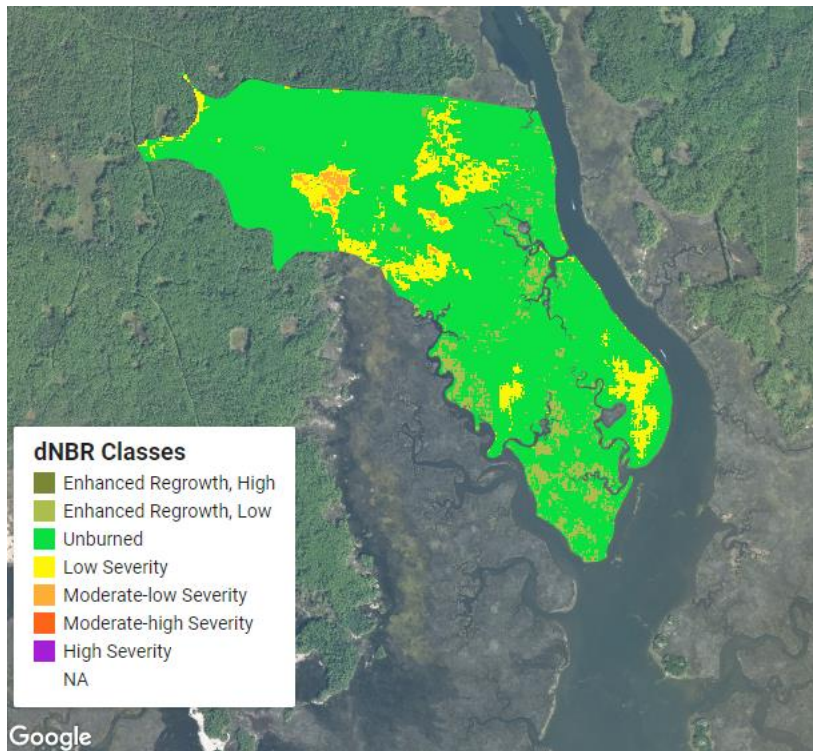 dNBR Classes
Enhanced Regrowth, High
Enhanced Regrowth, Low
Unburned
Low Severity
Moderate-low Severity
Moderate-high Severity
High Severity
NA
Google